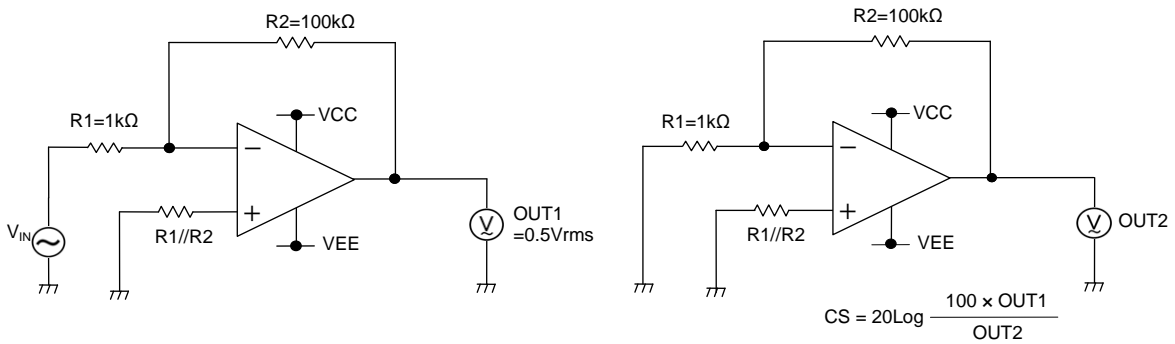 R2=100kΩ
VCC
R1=1kΩ
−
+
V_IN
R1//R2
VEE
V
OUT1
=0.5Vrms
R2=100kΩ
VCC
R1=1kΩ
−
+
R1//R2
VEE
V
OUT2
CS = 20Log 100 × OUT1
OUT2